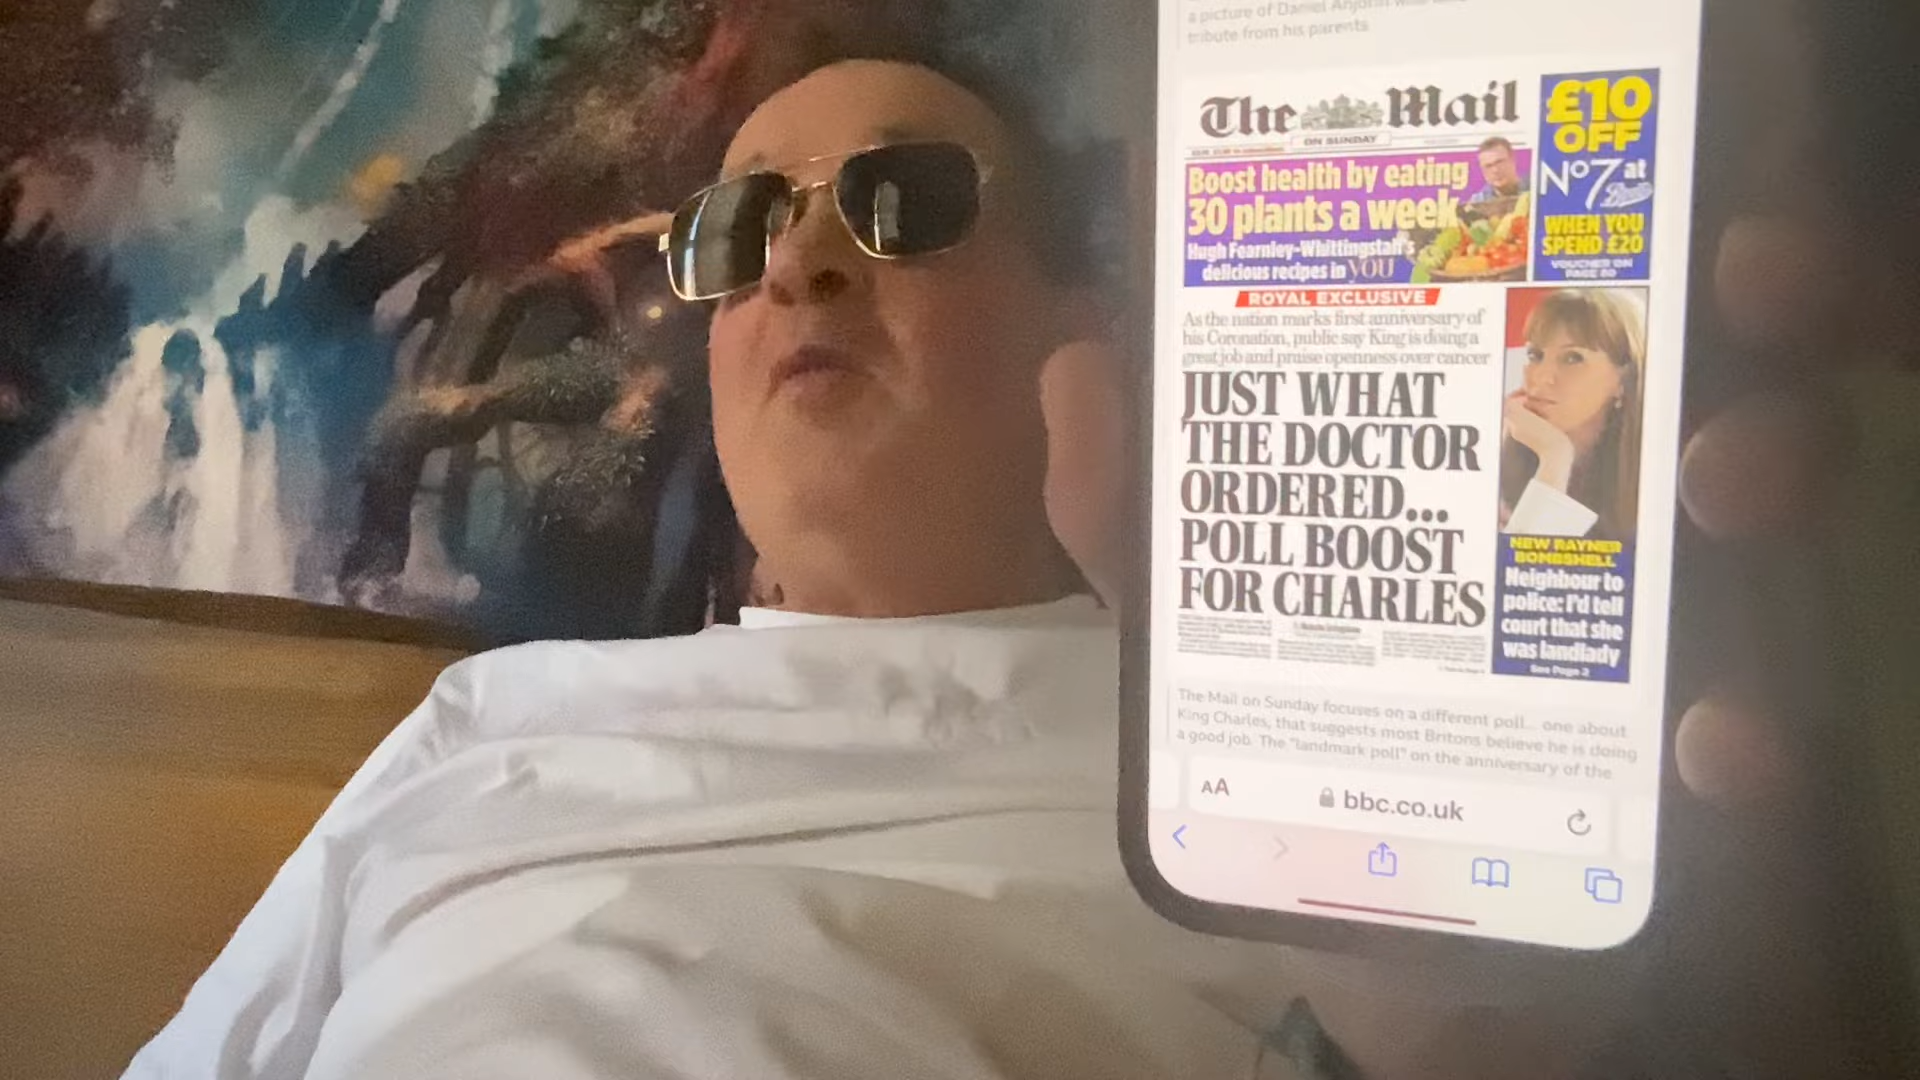 a picture of Daniel Anjorin
tribute from his parents
The Mail
ON SUNDAY
Boost health by eating
30 plants a week
Hugh Fearnley-Whittingstall's
delicious recipes in YOU
£10
OFF
No7 at
Boots
WHEN YOU
SPEND £20
VOUCHER ON
PAGE 80
ROYAL EXCLUSIVE
As the nation marks first anniversary of
his Coronation, public say King is doing a
great job and praise openness over cancer
JUST WHAT
THE DOCTOR
ORDERED...
POLL BOOST
FOR CHARLES
NEW RAYNER
BOMBSHELL
Neighbour to
police: I'd tell
court that she
was landlady
See Page 2
The Mail on Sunday focuses on a different poll... one about
King Charles, that suggests most Britons believe he is doing
a good job. The "landmark poll" on the anniversary of the
AA
bbc.co.uk